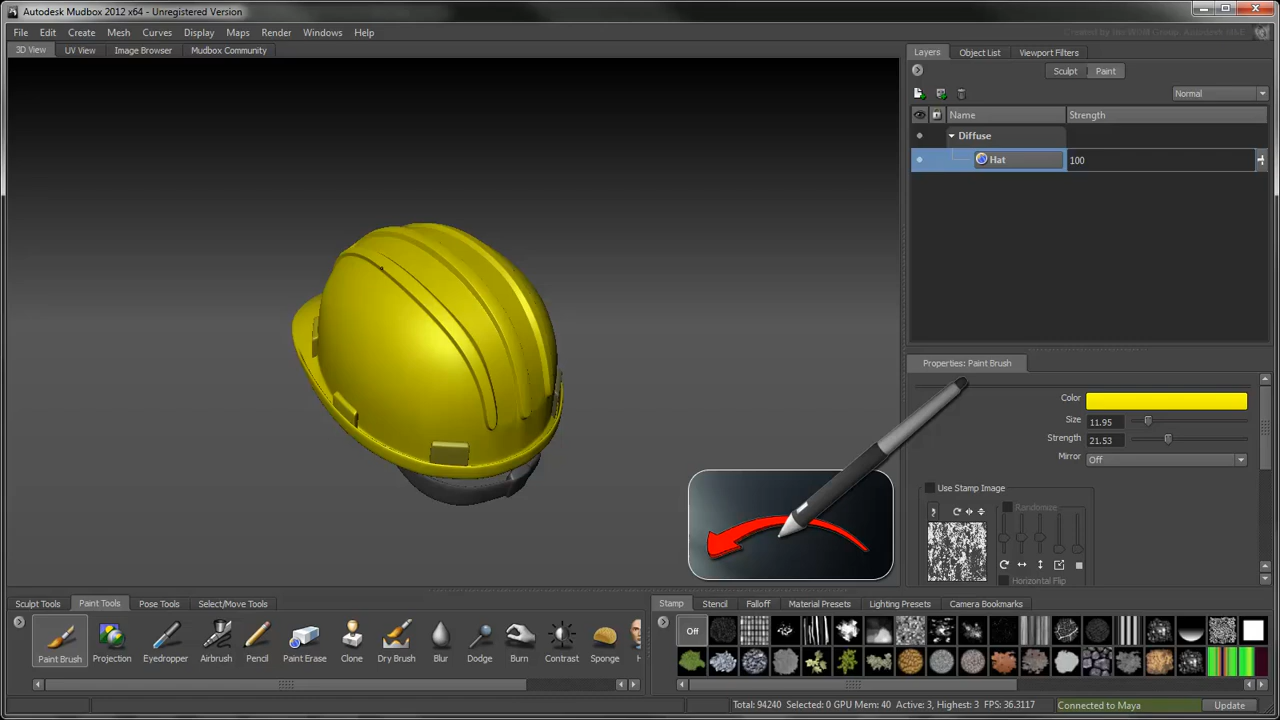 Autodesk Mudbox 2012 x64 - Unregistered Version
File Edit Create Mesh Curves Display Maps Render Windows Help
3D View UV View Image Browser Mudbox Community
Layers Object List Viewport Filters
Sculpt Paint
Normal
Name Strength
Diffuse
Hat 100
Properties: Paint Brush
Color
Size 11.95
Strength 21.53
Mirror Off
Use Stamp Image
Randomize
Horizontal Flip
Sculpt Tools Paint Tools Pose Tools Select/Move Tools
Stamp Stencil Falloff Material Presets Lighting Presets Camera Bookmarks
Off
Paint Brush Projection Eyedropper Airbrush Pencil Paint Erase Clone Dry Brush Blur Dodge Burn Contrast Sponge H
Total: 94240 Selected: 0 GPU Mem: 40 Active: 3, Highest: 3 FPS: 36.3117
Connected to Maya
Update